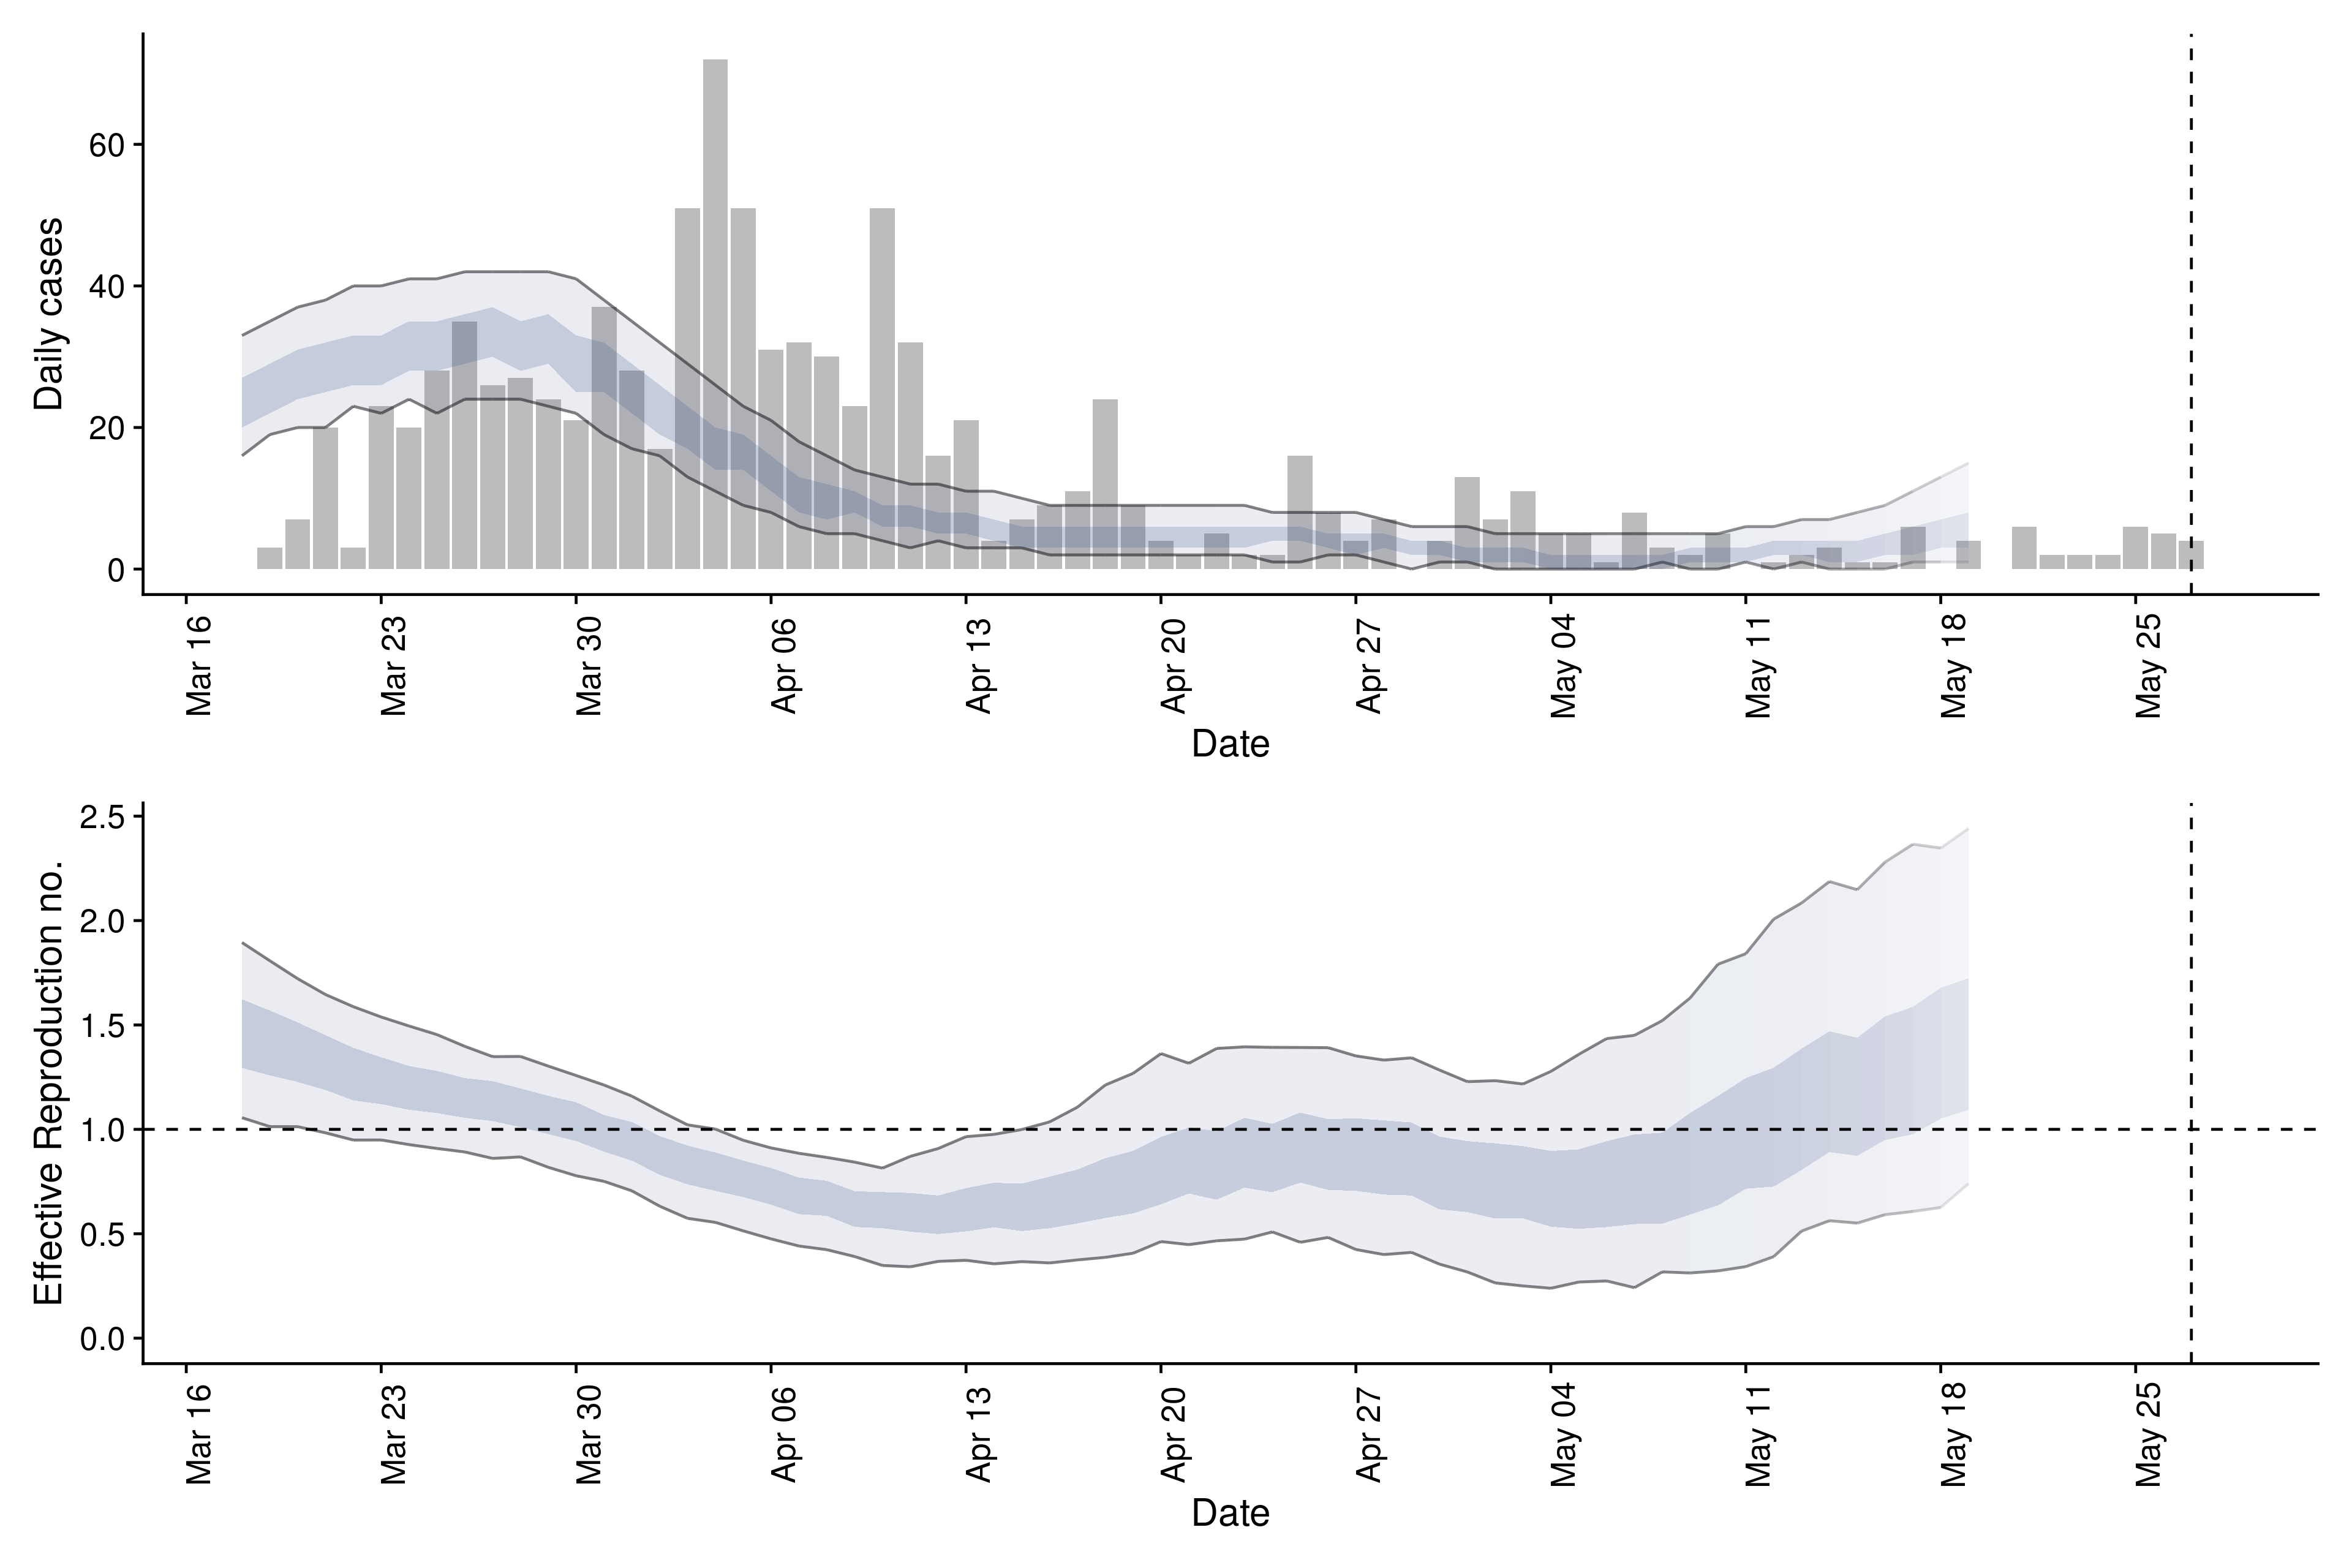 Daily cases
60
40
20
0
Mar 16
Mar 23
Mar 30
Apr 06
Apr 13
Apr 20
Apr 27
May 04
May 11
May 18
May 25
Date
Effective Reproduction no.
2.5
2.0
1.5
1.0
0.5
0.0
Mar 16
Mar 23
Mar 30
Apr 06
Apr 13
Apr 20
Apr 27
May 04
May 11
May 18
May 25
Date